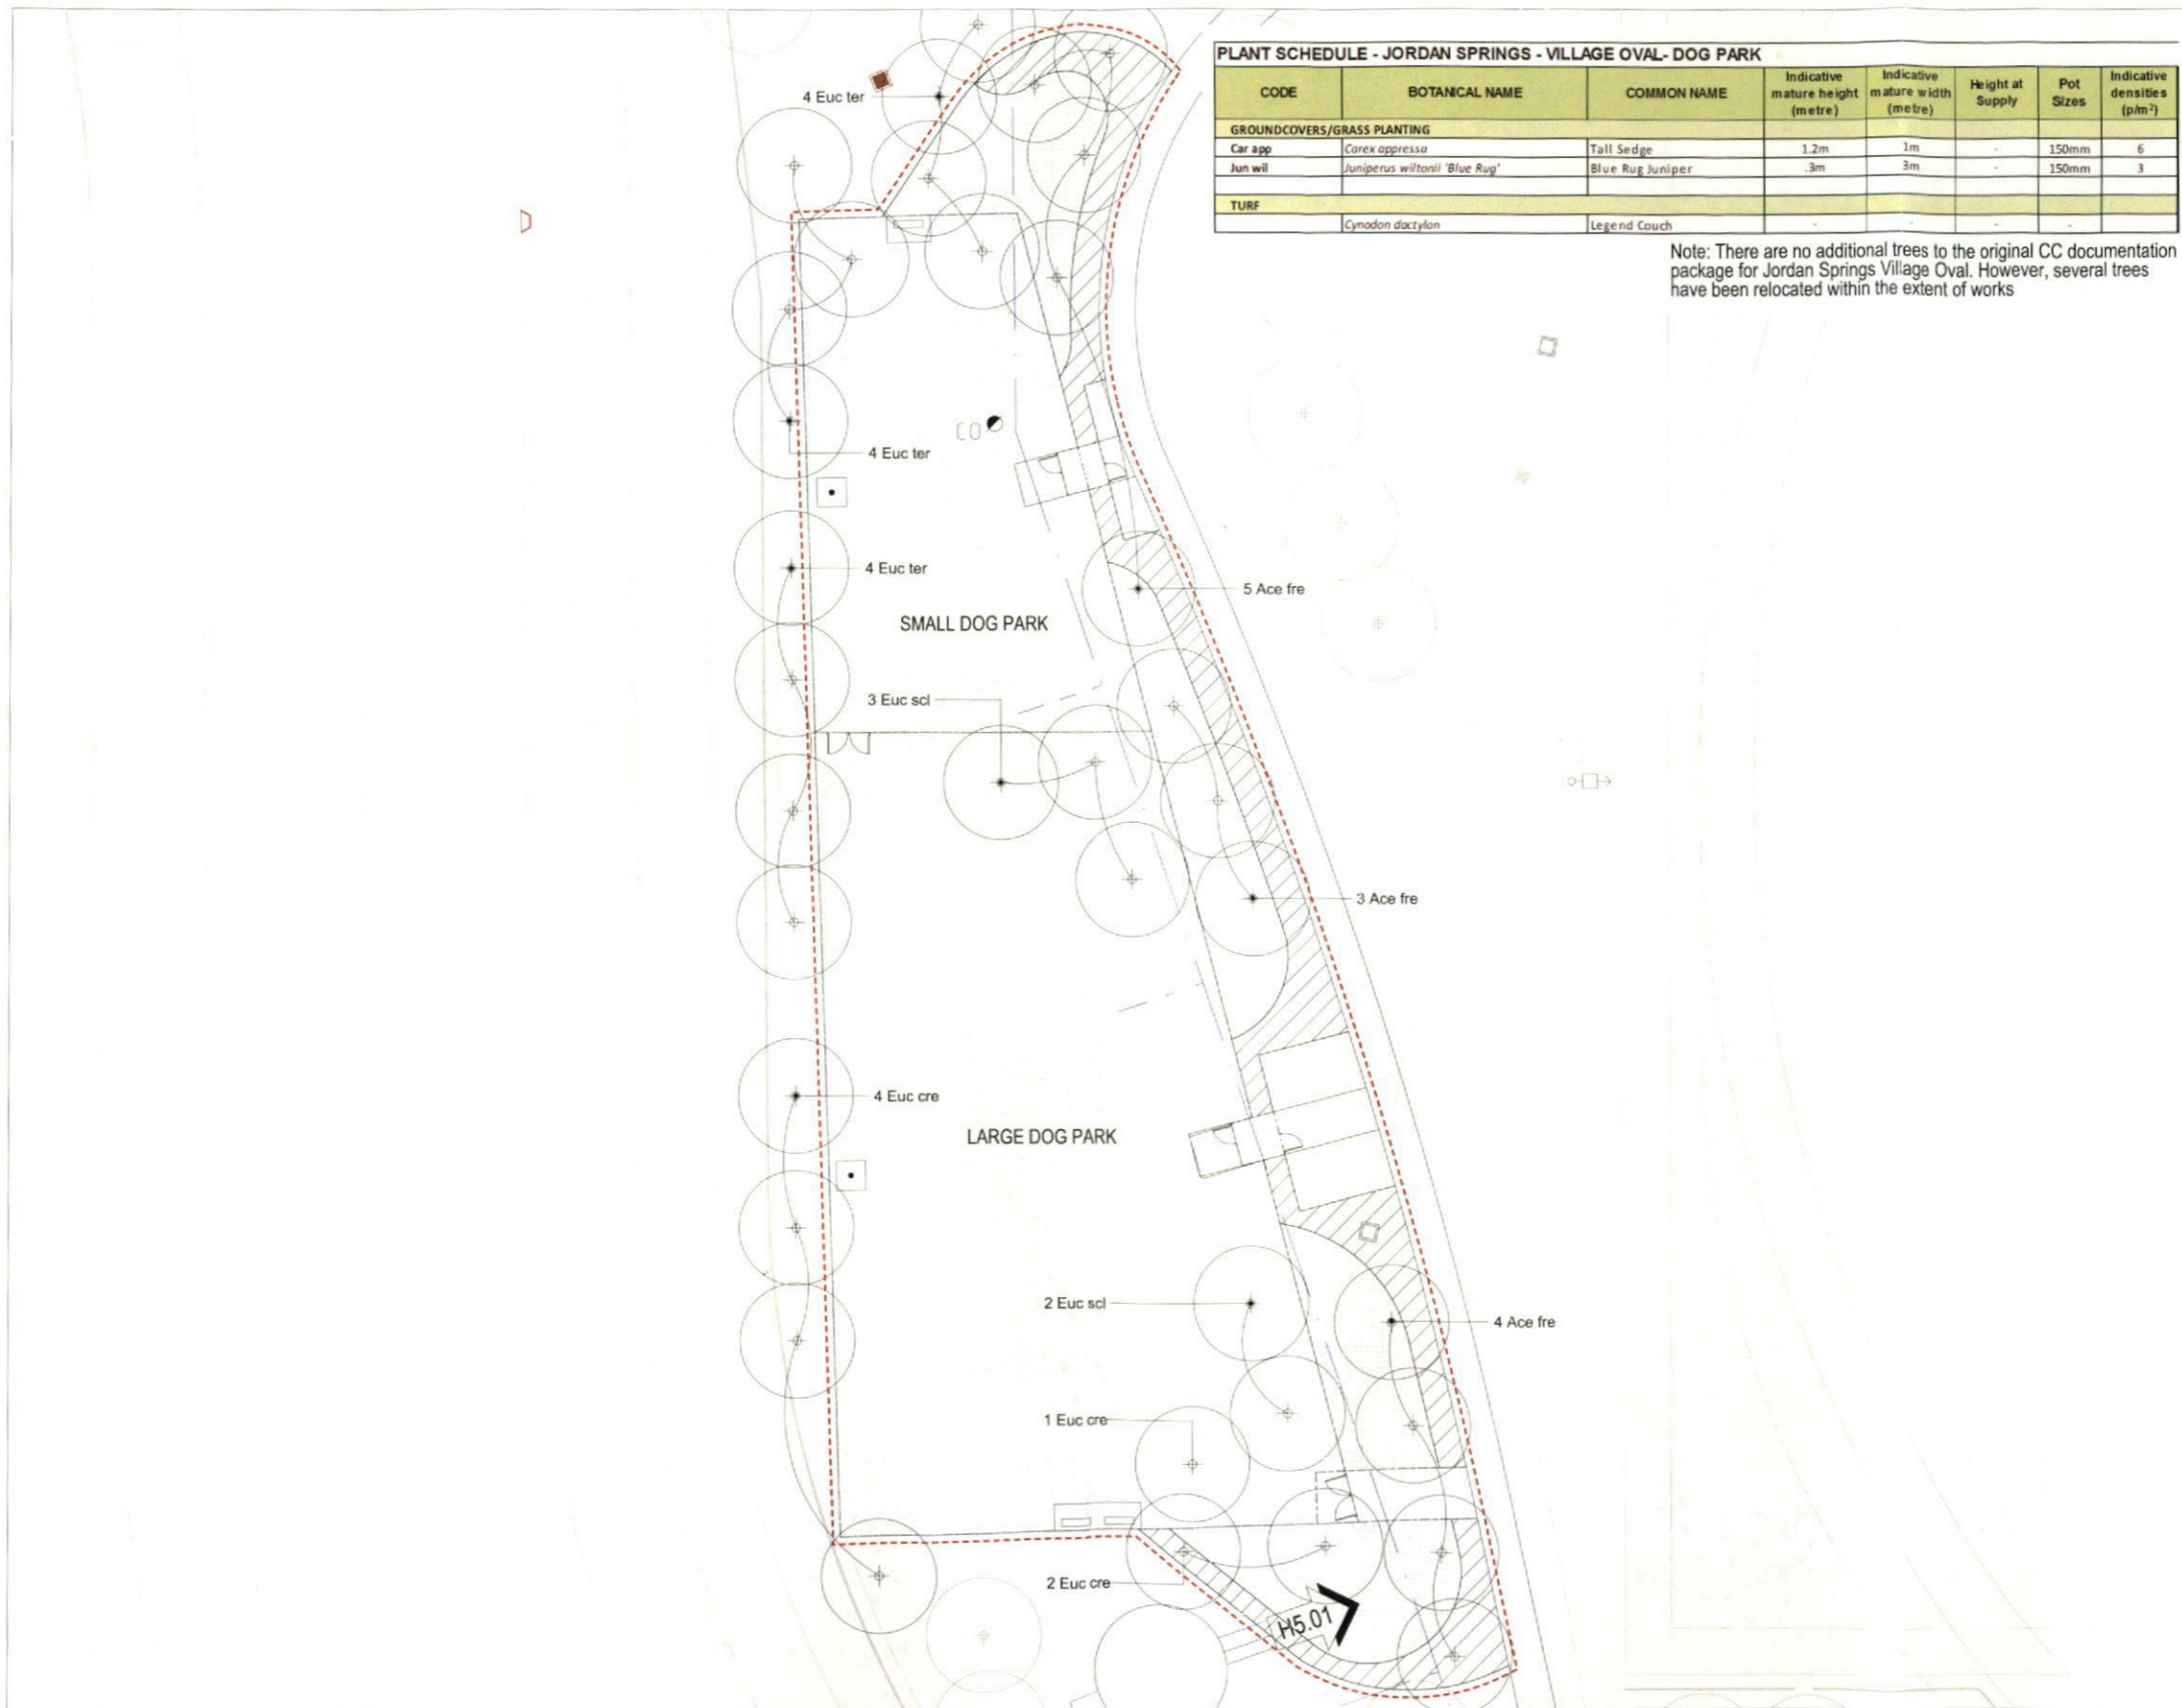 PLANT SCHEDULE - JORDAN SPRINGS - VILLAGE OVAL- DOG PARK
CODE BOTANICAL NAME COMMON NAME Indicative mature height (metre) Indicative mature width (metre) Height at Supply Pot Sizes Indicative densities (p/m²)
GROUNDCOVERS/GRASS PLANTING
Car app Carex appressa Tall Sedge 1.2m 1m - 150mm 6
Jun wil Juniperus wiltonii 'Blue Rug' Blue Rug Juniper .3m 3m - 150mm 3
TURF
Cynodon dactylon Legend Couch - - - -
Note: There are no additional trees to the original CC documentation
package for Jordan Springs Village Oval. However, several trees
have been relocated within the extent of works
4 Euc ter
CO
4 Euc ter
4 Euc ter
5 Ace fre
SMALL DOG PARK
3 Euc scl
3 Ace fre
4 Euc cre
LARGE DOG PARK
2 Euc scl
4 Ace fre
1 Euc cre
2 Euc cre
H5.01